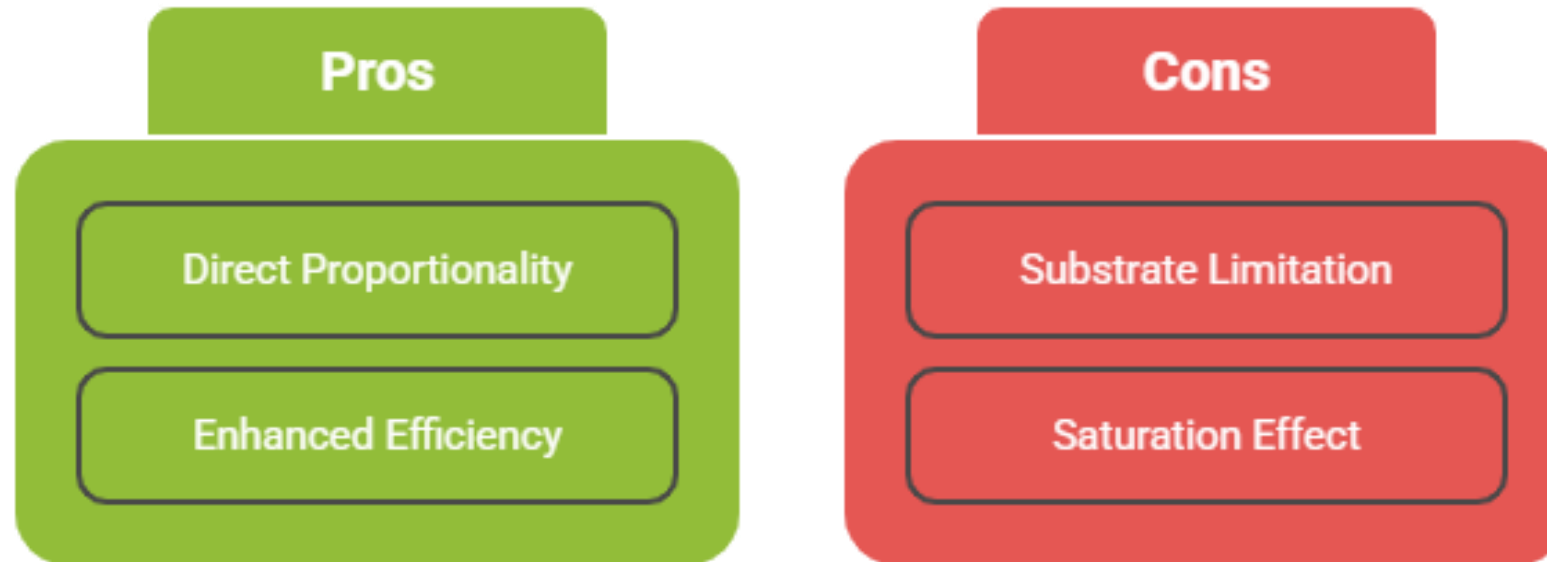 Pros
Direct Proportionality
Enhanced Efficiency
Cons
Substrate Limitation
Saturation Effect